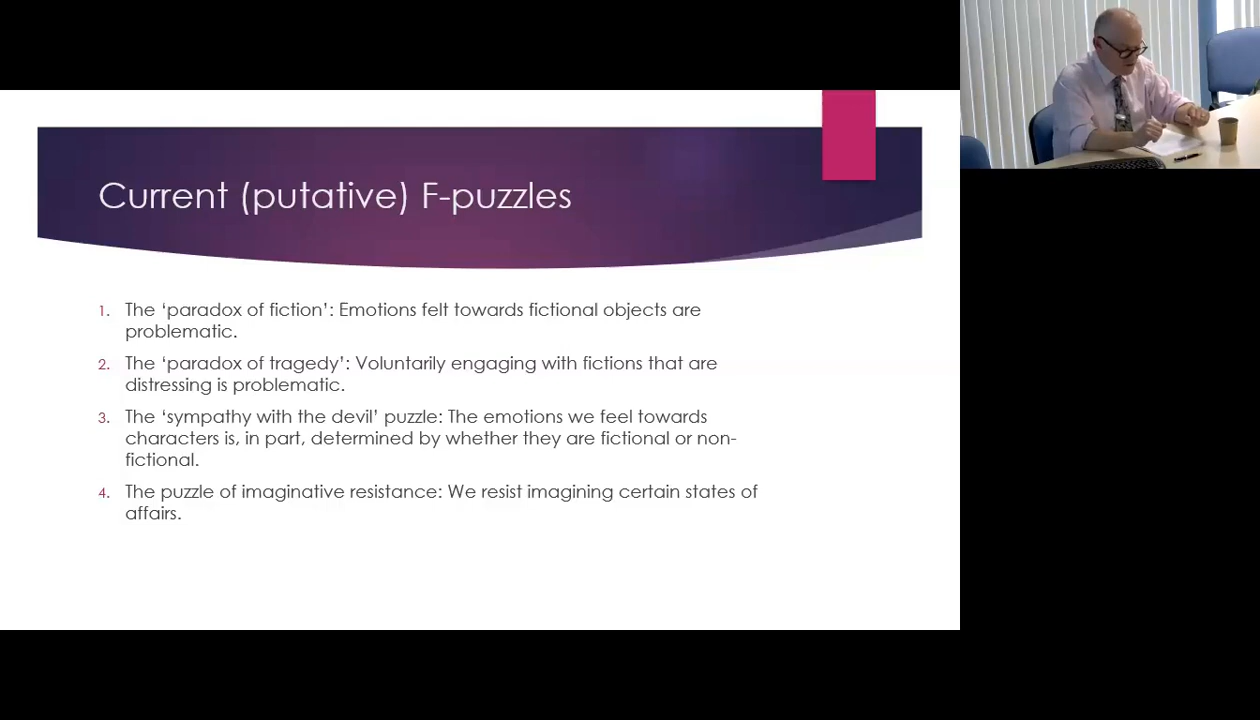 Current (putative) F-puzzles
1. The ‘paradox of fiction’: Emotions felt towards fictional objects are
problematic.
2. The ‘paradox of tragedy’: Voluntarily engaging with fictions that are
distressing is problematic.
3. The ‘sympathy with the devil’ puzzle: The emotions we feel towards
characters is, in part, determined by whether they are fictional or non-
fictional.
4. The puzzle of imaginative resistance: We resist imagining certain states of
affairs.